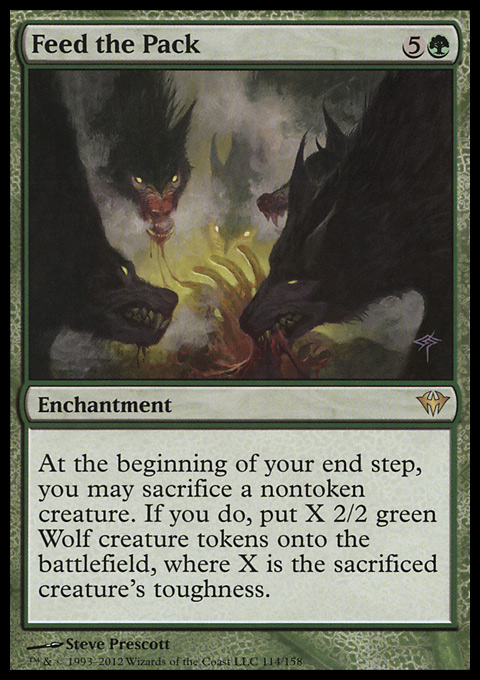 Feed the Pack 5
Enchantment
At the beginning of your end step,
you may sacrifice a nontoken
creature. If you do, put X 2/2 green
Wolf creature tokens onto the
battlefield, where X is the sacrificed
creature's toughness.
Steve Prescott
™ & © 1993–2012 Wizards of the Coast LLC 114/158